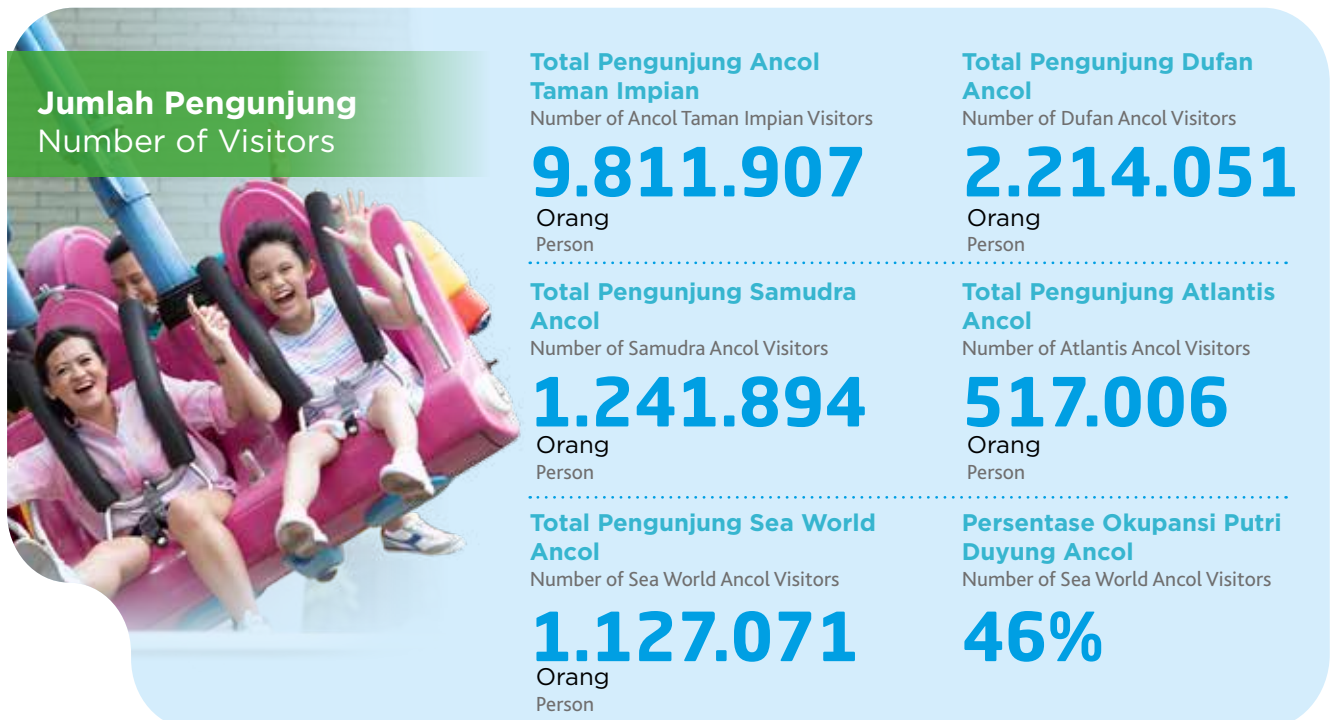 Jumlah Pengunjung
Number of Visitors
Total Pengunjung Ancol
Taman Impian
Number of Ancol Taman Impian Visitors
9.811.907
Orang
Person
Total Pengunjung Dufan
Ancol
Number of Dufan Ancol Visitors
2.214.051
Orang
Person
Total Pengunjung Samudra
Ancol
Number of Samudra Ancol Visitors
1.241.894
Orang
Person
Total Pengunjung Atlantis
Ancol
Number of Atlantis Ancol Visitors
517.006
Orang
Person
Total Pengunjung Sea World
Ancol
Number of Sea World Ancol Visitors
1.127.071
Orang
Person
Persentase Okupansi Putri
Duyung Ancol
Number of Sea World Ancol Visitors
46%